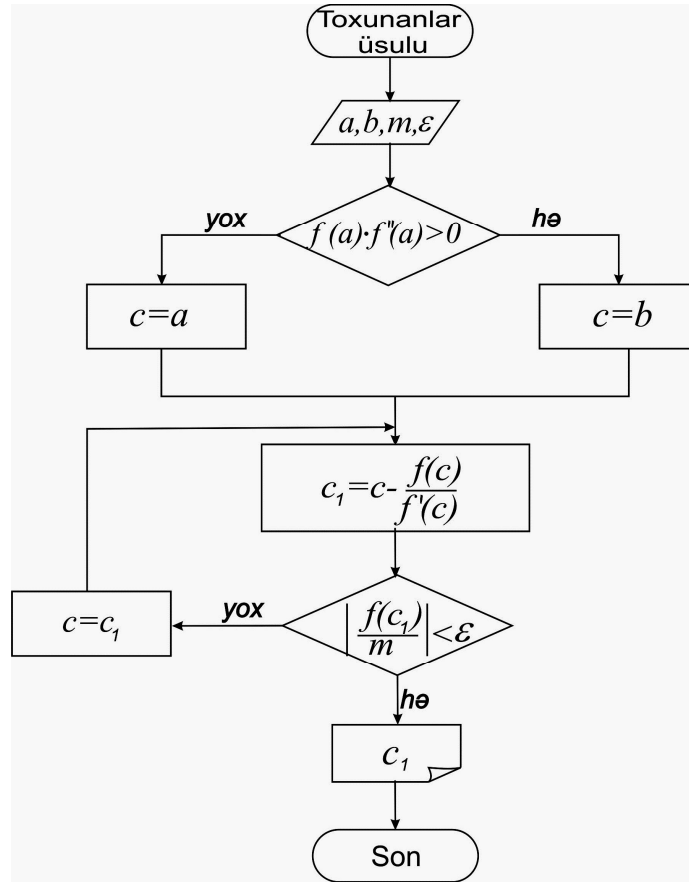 Toxunanlar
üsulu
a,b,m,ε
yox
f(a)·f"(a)>0
hə
c=a
c=b
c₁=c- f(c)/f'(c)
c=c₁
yox
|f(c₁)/m|<ε
hə
c₁
Son